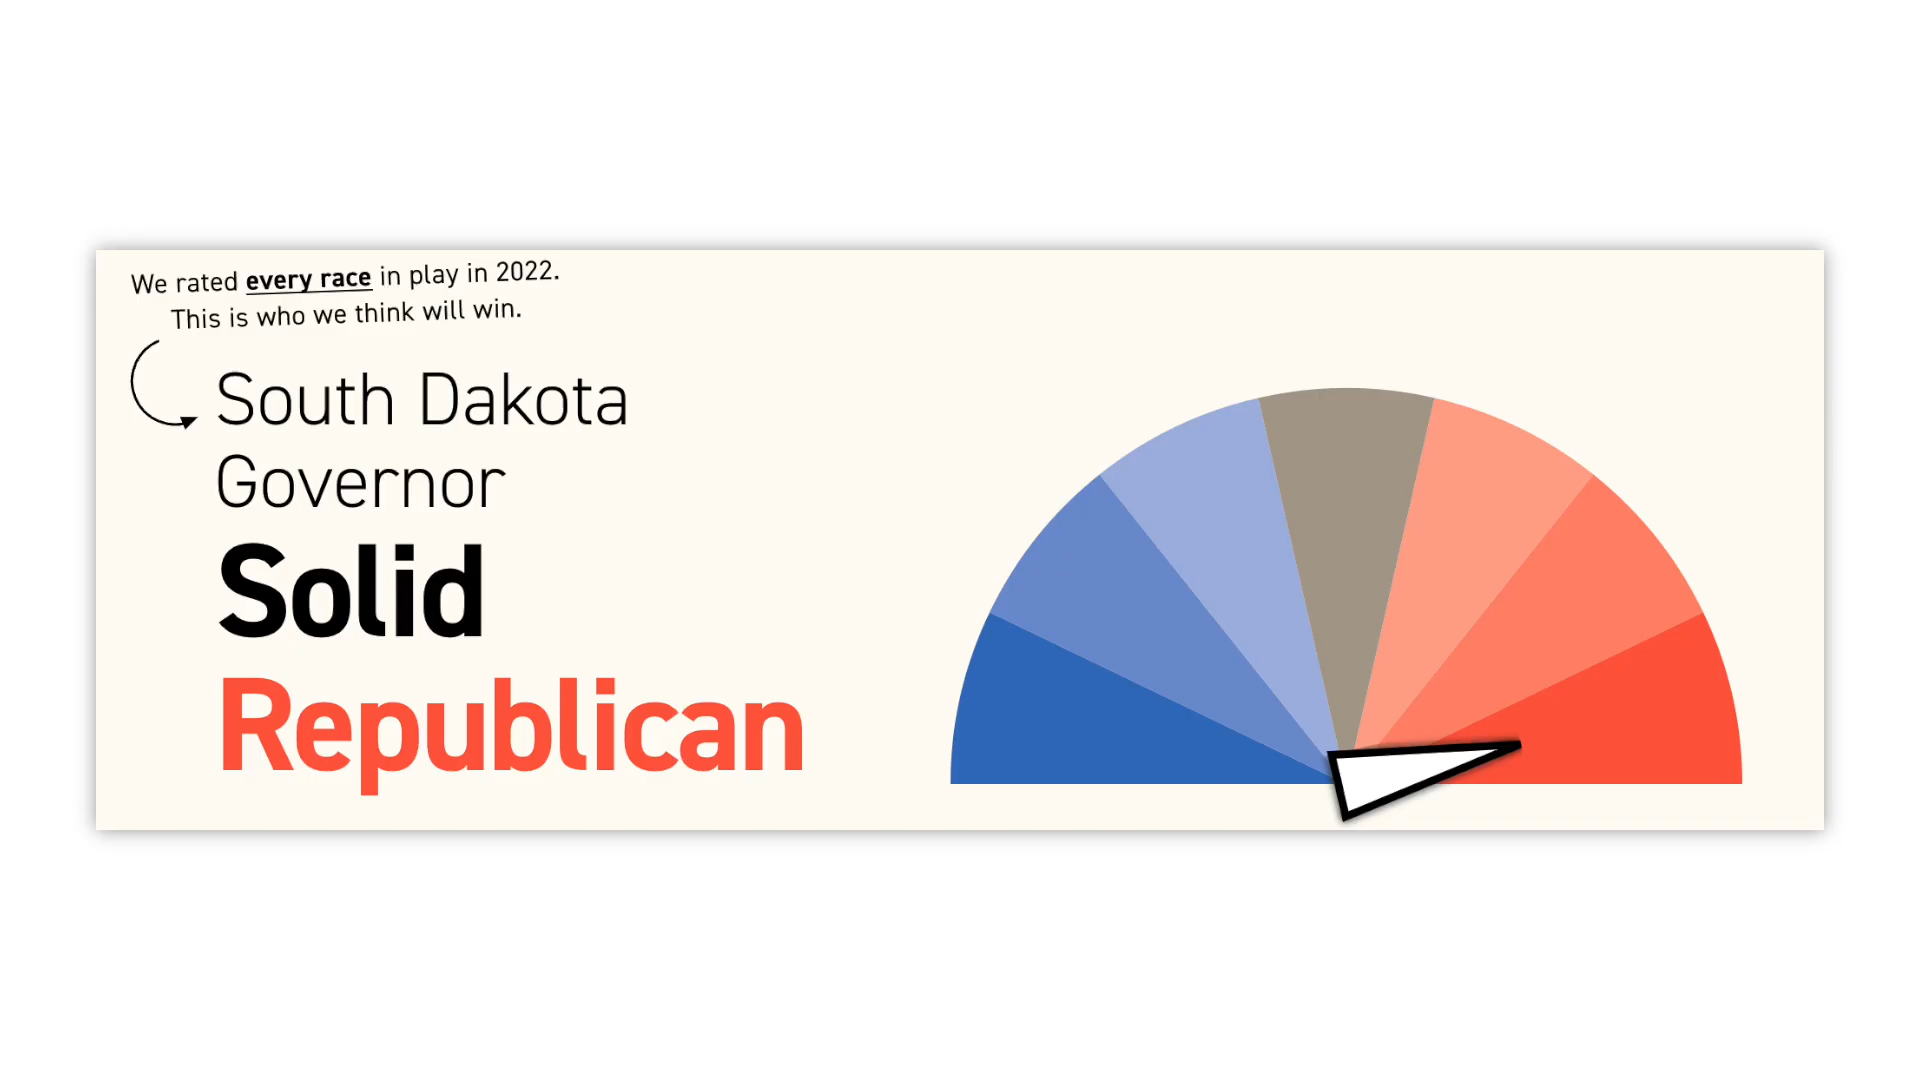 We rated every race in play in 2022.
This is who we think will win.
South Dakota
Governor
Solid
Republican